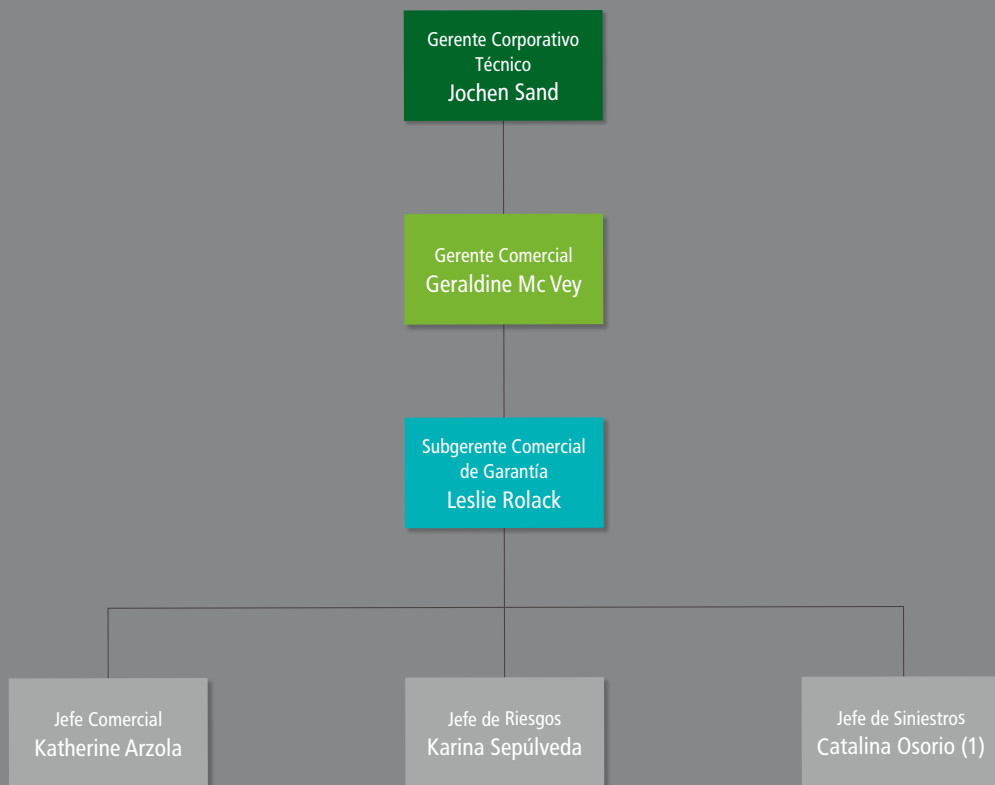 Gerente Corporativo
Técnico
Jochen Sand
Gerente Comercial
Geraldine Mc Vey
Subgerente Comercial
de Garantía
Leslie Rolack
Jefe Comercial
Katherine Arzola
Jefe de Riesgos
Karina Sepúlveda
Jefe de Siniestros
Catalina Osorio (1)